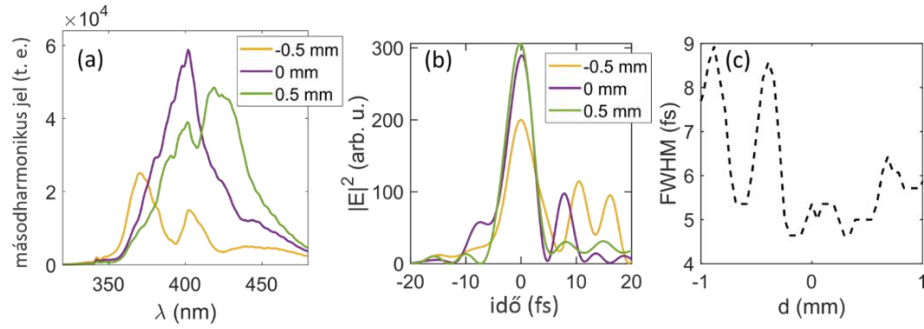 6
×10⁴
(a)
-0.5 mm
0 mm
0.5 mm
másodharmonikus jel (t. e.)
4
2
0
350
400
450
λ (nm)
(b)
-0.5 mm
0 mm
0.5 mm
|E|² (arb. u.)
300
200
100
0
-20
-10
0
10
20
idő (fs)
(c)
FWHM (fs)
9
8
7
6
5
4
-1
0
1
d (mm)